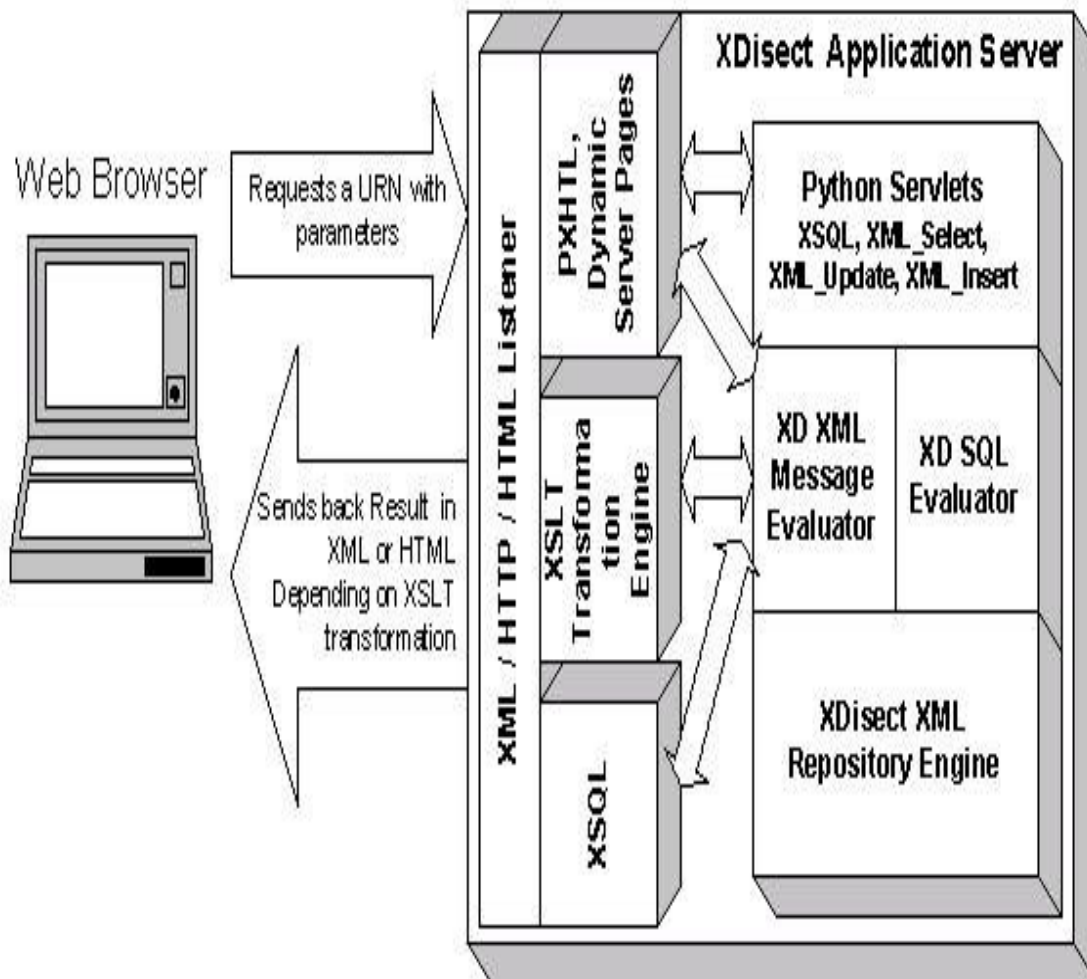 XDisect Application Server
Web Browser
Requests a URN with
parameters
Sends back Result in
XML or HTML
Depending on XSLT
transformation
XML / HTTP / HTML Listener
PXHTL,
Dynamic
Server Pages
XSLT
Transforma
tion
Engine
XSQL
Python Servlets
XSQL, XML_Select,
XML_Update, XML_Insert
XD XML
Message
Evaluator
XD SQL
Evaluator
XDisect XML
Repository Engine